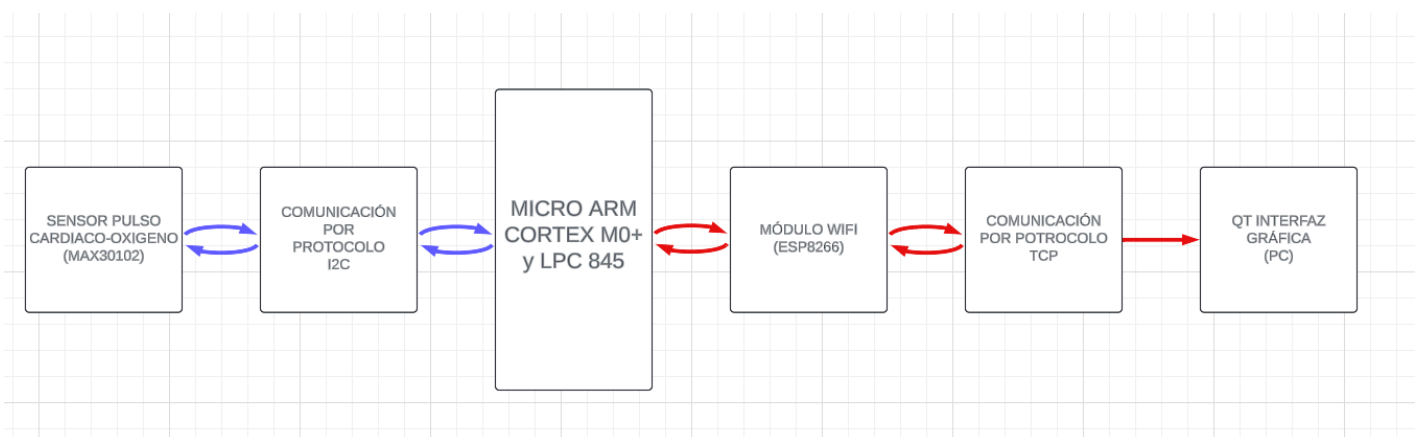 SENSOR PULSO
CARDIACO-OXIGENO
(MAX30102)
COMUNICACIÓN
POR
PROTOCOLO
I2C
MICRO ARM
CORTEX M0+
y LPC 845
MÓDULO WIFI
(ESP8266)
COMUNICACIÓN
POR POTROCOLO
TCP
QT INTERFAZ
GRÁFICA
(PC)